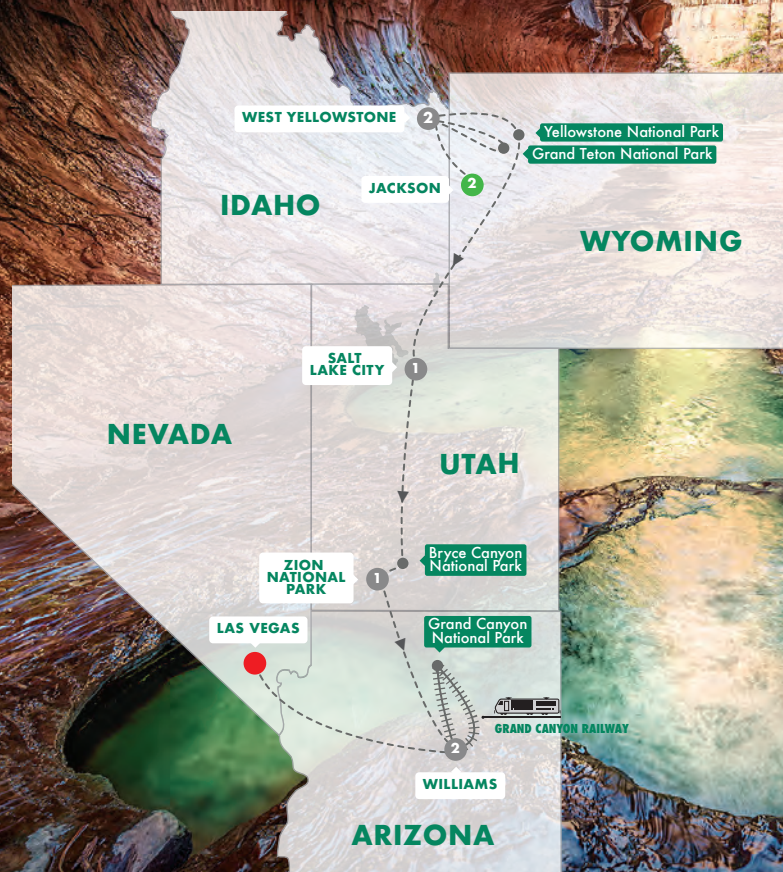 WEST YELLOWSTONE
2
Yellowstone National Park
Grand Teton National Park
JACKSON
2
IDAHO
WYOMING
SALT
LAKE CITY
1
NEVADA
UTAH
Bryce Canyon
National Park
ZION
NATIONAL
PARK
1
Grand Canyon
National Park
LAS VEGAS
GRAND CANYON RAILWAY
2
WILLIAMS
ARIZONA